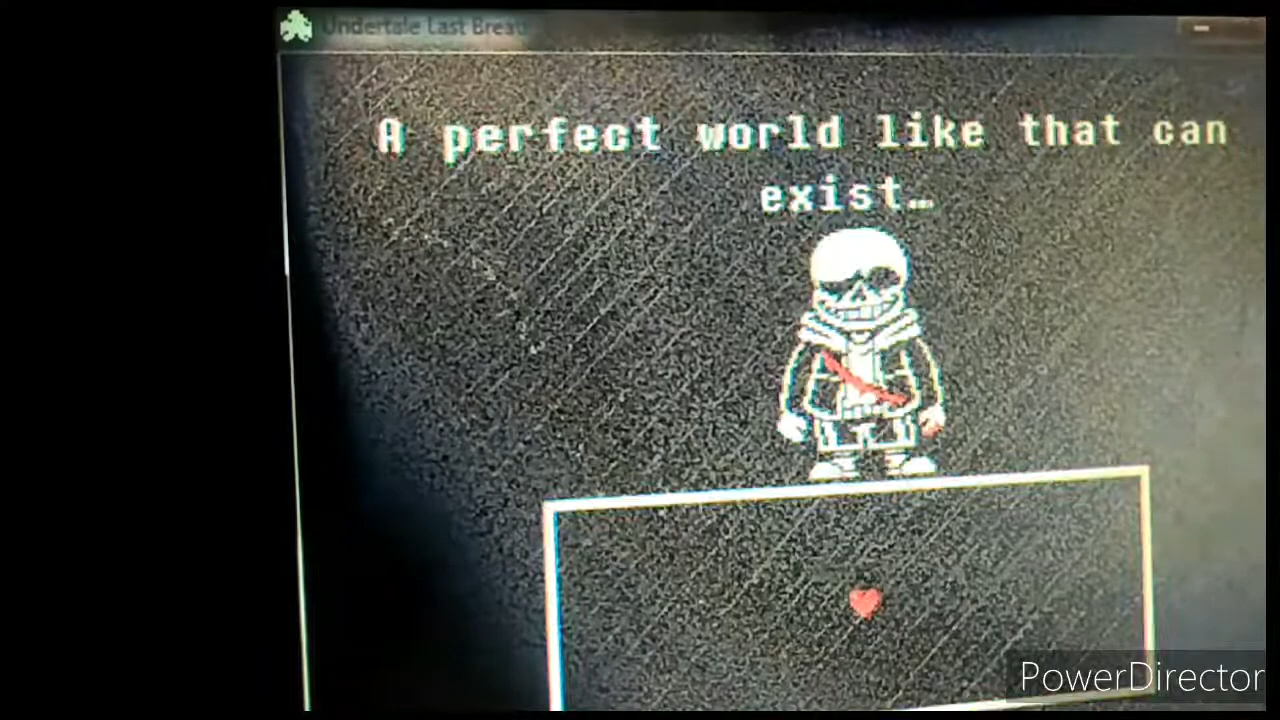 Undertale Last Breath
A perfect world like that can
exist…
PowerDirector